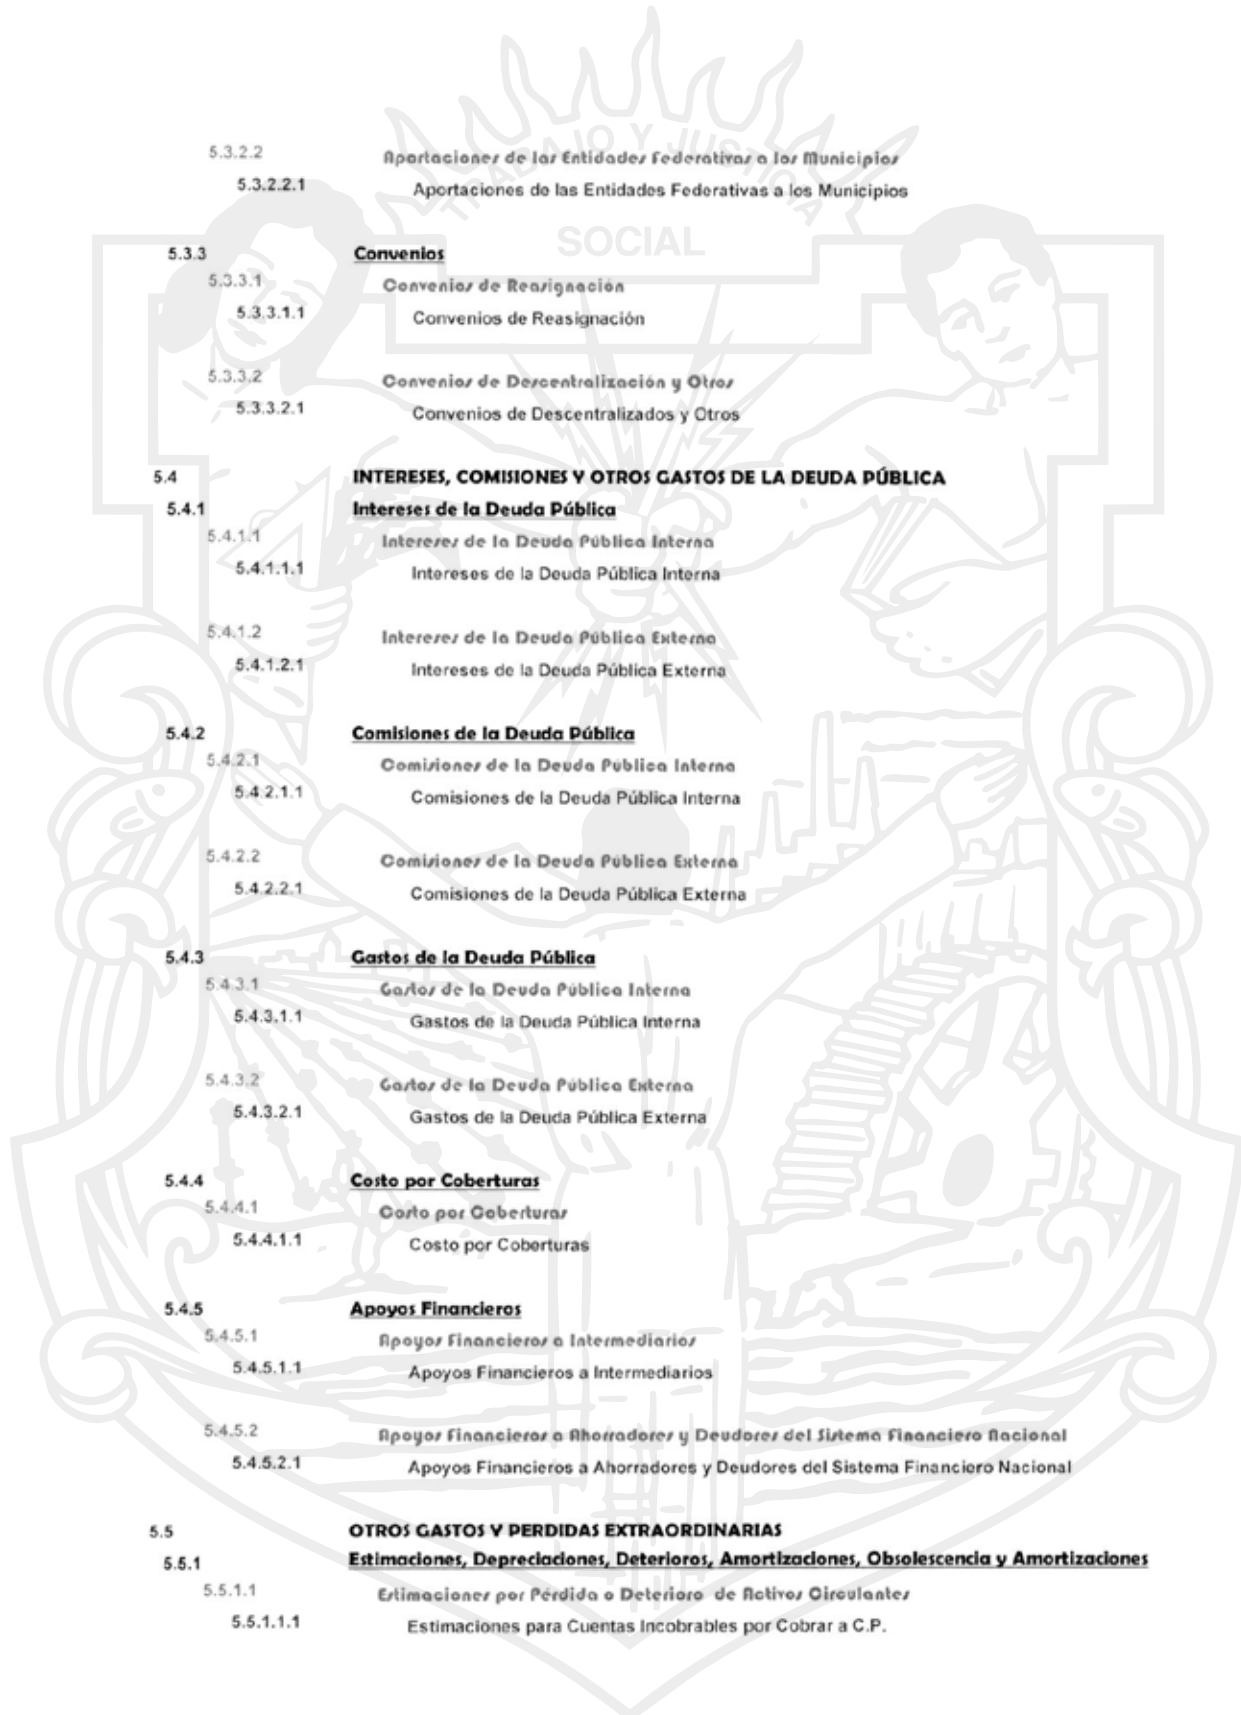 TRABAJO Y JUSTICIA
SOCIAL
5.3.2.2 Aportaciones de las Entidades Federativas a los Municipios
5.3.2.2.1 Aportaciones de las Entidades Federativas a los Municipios
5.3.3 Convenios
5.3.3.1 Convenios de Reasignación
5.3.3.1.1 Convenios de Reasignación
5.3.3.2 Convenios de Descentralización y Otros
5.3.3.2.1 Convenios de Descentralizados y Otros
5.4 INTERESES, COMISIONES Y OTROS GASTOS DE LA DEUDA PÚBLICA
5.4.1 Intereses de la Deuda Pública
5.4.1.1 Intereses de la Deuda Pública Interna
5.4.1.1.1 Intereses de la Deuda Pública Interna
5.4.1.2 Intereses de la Deuda Pública Externa
5.4.1.2.1 Intereses de la Deuda Pública Externa
5.4.2 Comisiones de la Deuda Pública
5.4.2.1 Comisiones de la Deuda Pública Interna
5.4.2.1.1 Comisiones de la Deuda Pública Interna
5.4.2.2 Comisiones de la Deuda Pública Externa
5.4.2.2.1 Comisiones de la Deuda Pública Externa
5.4.3 Gastos de la Deuda Pública
5.4.3.1 Gastos de la Deuda Pública Interna
5.4.3.1.1 Gastos de la Deuda Pública Interna
5.4.3.2 Gastos de la Deuda Pública Externa
5.4.3.2.1 Gastos de la Deuda Pública Externa
5.4.4 Costo por Coberturas
5.4.4.1 Costo por Coberturas
5.4.4.1.1 Costo por Coberturas
5.4.5 Apoyos Financieros
5.4.5.1 Apoyos Financieros a Intermediarios
5.4.5.1.1 Apoyos Financieros a Intermediarios
5.4.5.2 Apoyos Financieros a Ahorradores y Deudores del Sistema Financiero Nacional
5.4.5.2.1 Apoyos Financieros a Ahorradores y Deudores del Sistema Financiero Nacional
5.5 OTROS GASTOS Y PERDIDAS EXTRAORDINARIAS
5.5.1 Estimaciones, Depreciaciones, Deterioros, Amortizaciones, Obsolescencia y Amortizaciones
5.5.1.1 Estimaciones por Pérdida o Deterioro de Activos Circulantes
5.5.1.1.1 Estimaciones para Cuentas Incobrables por Cobrar a C.P.